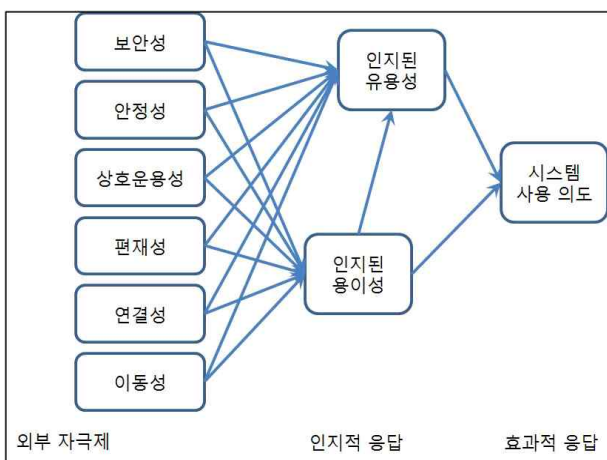 보안성
안정성
상호운용성
편재성
연결성
이동성
인지된
유용성
인지된
용이성
시스템
사용 의도
외부 자극제
인지적 응답
효과적 응답